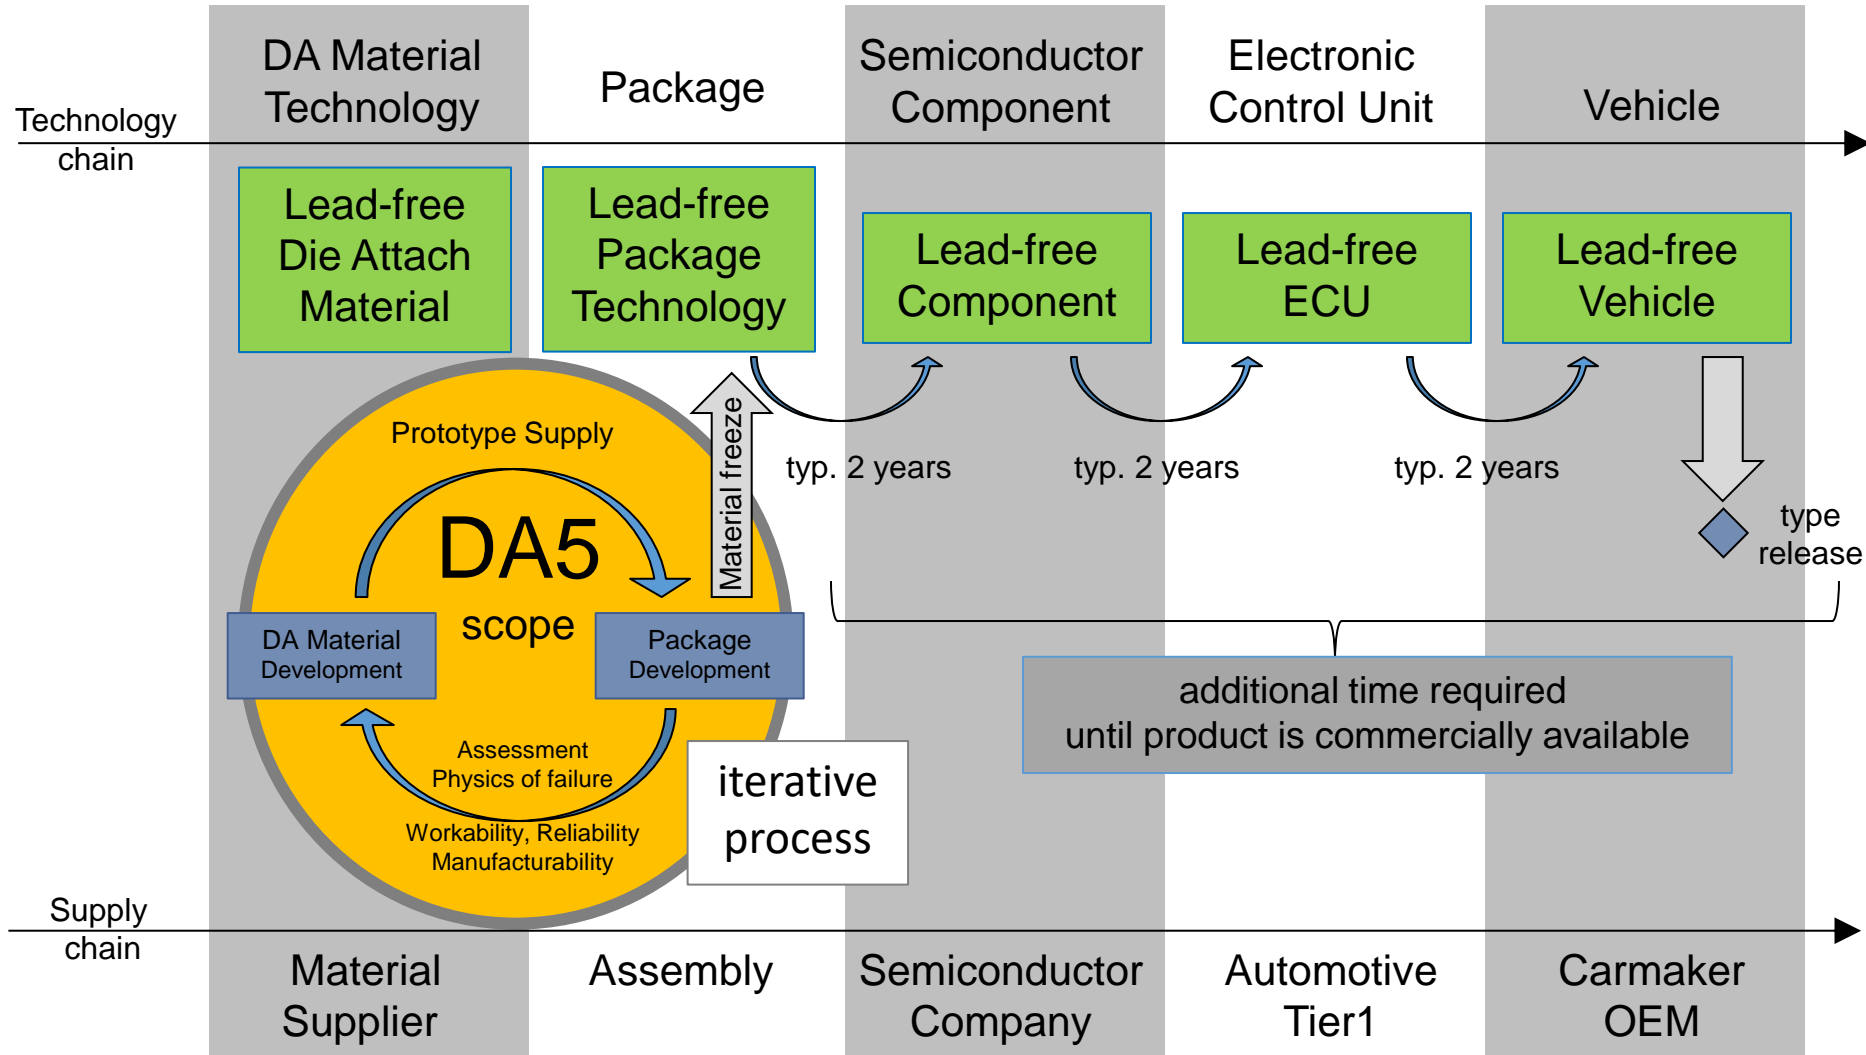 DA Material
Technology
Package
Semiconductor
Component
Electronic
Control Unit
Vehicle
Technology
chain
Lead-free
Die Attach
Material
Lead-free
Package
Technology
Lead-free
Component
Lead-free
ECU
Lead-free
Vehicle
Prototype Supply
Material freeze
typ. 2 years
typ. 2 years
typ. 2 years
DA5
scope
type
release
DA Material
Development
Package
Development
additional time required
until product is commercially available
Assessment
Physics of failure
Workability, Reliability
Manufacturability
iterative
process
Supply
chain
Material
Supplier
Assembly
Semiconductor
Company
Automotive
Tier1
Carmaker
OEM